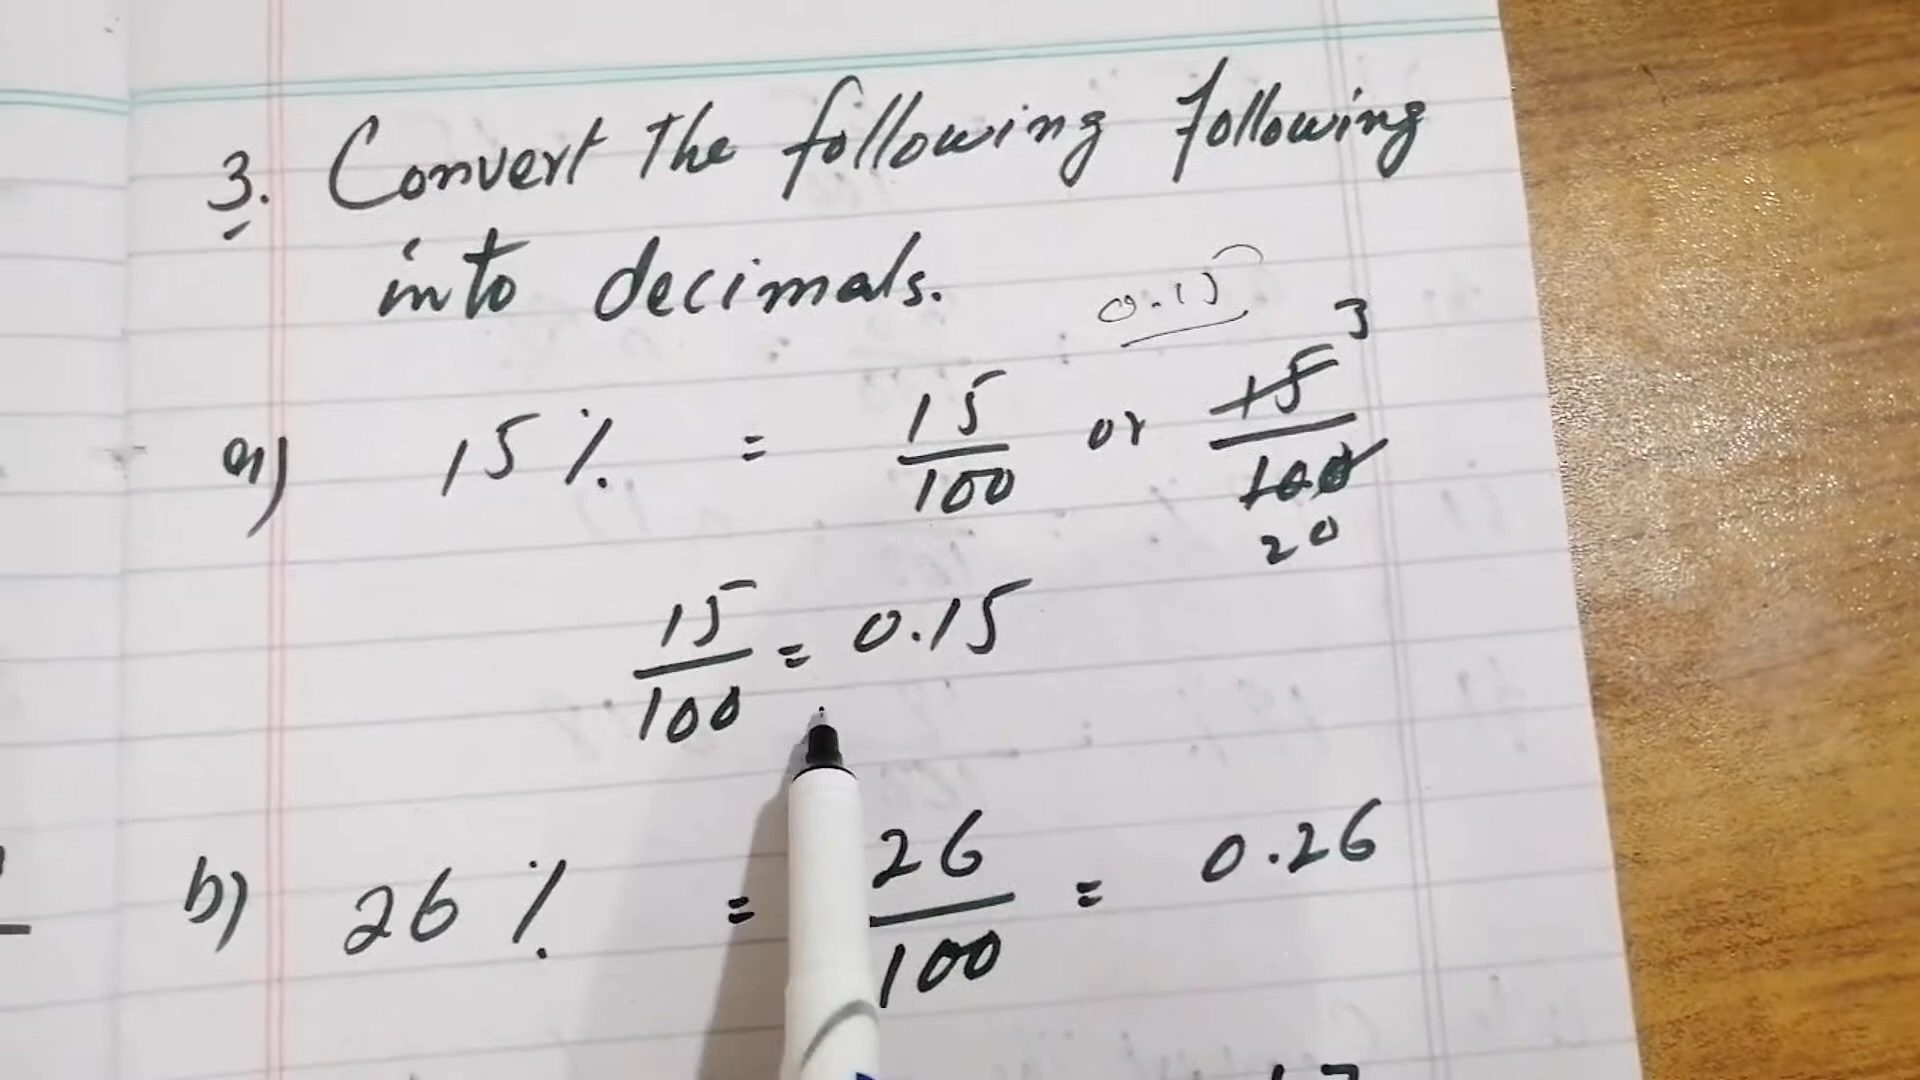 3. Convert the following following
into decimals.
0.15
a) 15% = 15/100 or 15/100 3 20
15/100 = 0.15
b) 26% = 26/100 = 0.26